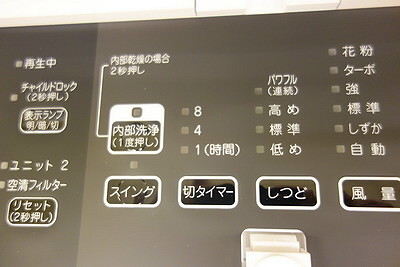 再生中
チャイルドロック
(2秒押し)
表示ランプ
明/暗/切
ユニット 2
空清フィルター
リセット
(2秒押し)
内部乾燥の場合
2秒押し
内部洗浄
(1度押し)
スイング
8
4
1(時間)
切タイマー
パワフル
(連続)
高め
標準
低め
しつど
花粉
ターボ
強
標準
しずか
自動
風量